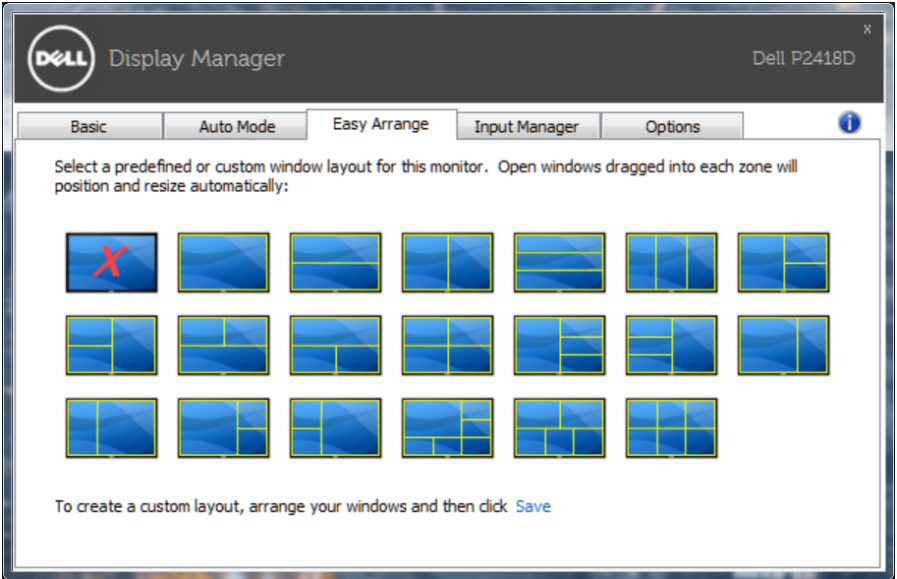 DELL
Display Manager
x
Dell P2418D
Basic
Auto Mode
Easy Arrange
Input Manager
Options
i
Select a predefined or custom window layout for this monitor. Open windows dragged into each zone will
position and resize automatically:
X
To create a custom layout, arrange your windows and then click Save